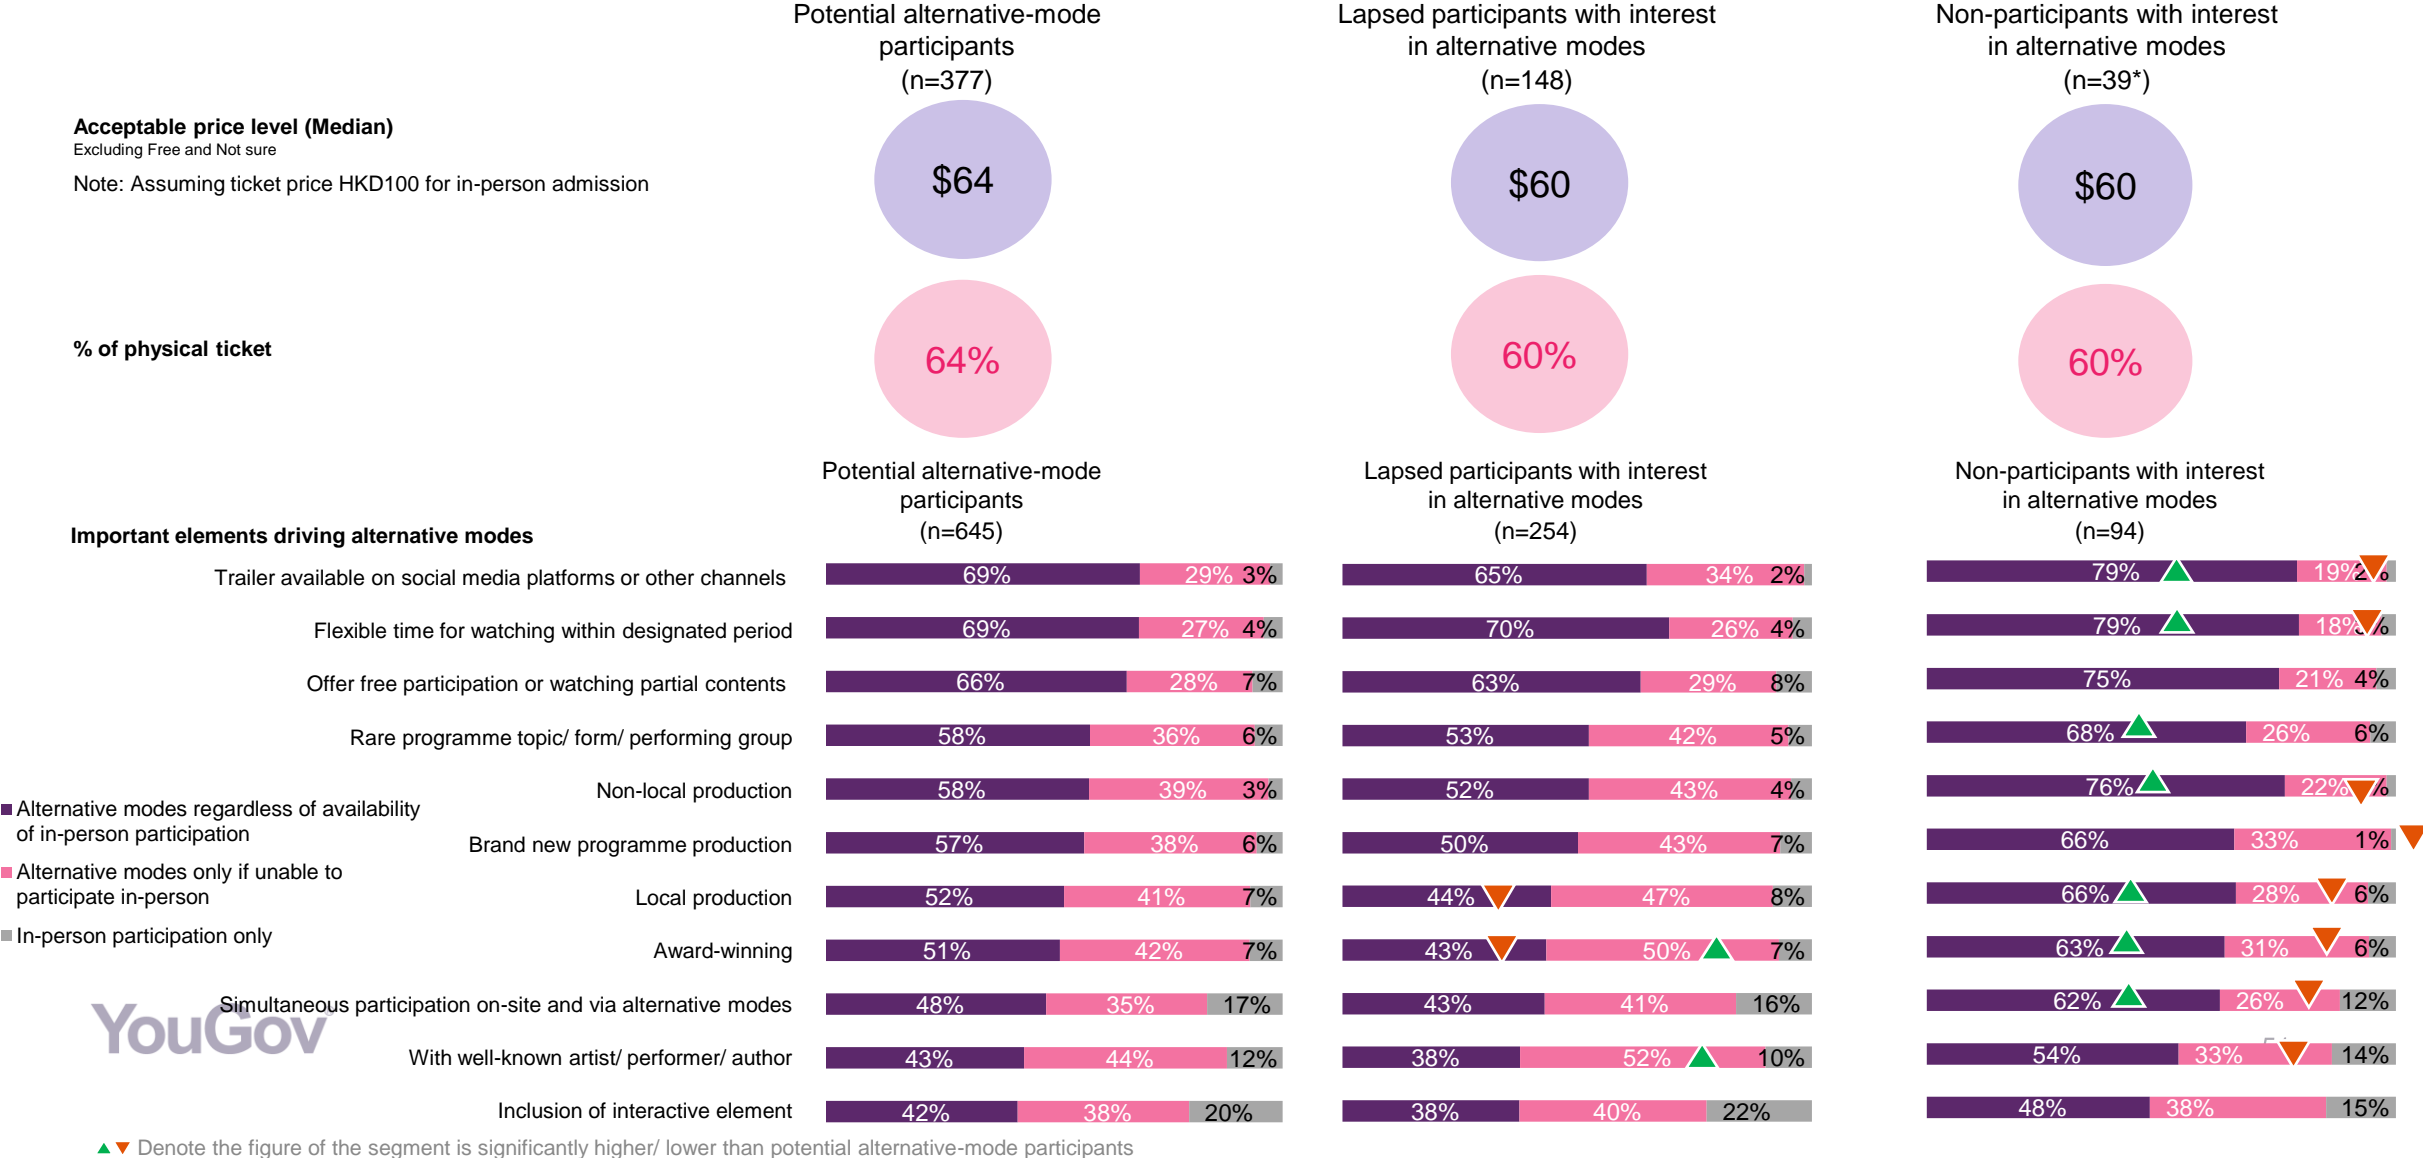 Potential alternative-mode
participants
(n=377)
Lapsed participants with interest
in alternative modes
(n=148)
Non-participants with interest
in alternative modes
(n=39*)
Acceptable price level (Median)
Excluding Free and Not sure
Note: Assuming ticket price HKD100 for in-person admission
$64
$60
$60
% of physical ticket
64%
60%
60%
Potential alternative-mode
participants
(n=645)
Lapsed participants with interest
in alternative modes
(n=254)
Non-participants with interest
in alternative modes
(n=94)
Important elements driving alternative modes
Trailer available on social media platforms or other channels 69% 29% 3% 65% 34% 2% 79% 19% 2%
Flexible time for watching within designated period 69% 27% 4% 70% 26% 4% 79% 18%
Offer free participation or watching partial contents 66% 28% 7% 63% 29% 8% 75% 21% 4%
Rare programme topic/ form/ performing group 58% 36% 6% 53% 42% 5% 68% 26% 6%
Non-local production 58% 39% 3% 52% 43% 4% 76% 22%
Brand new programme production 57% 38% 6% 50% 43% 7% 66% 33% 1%
Local production 52% 41% 7% 44% 47% 8% 66% 28% 6%
Award-winning 51% 42% 7% 43% 50% 7% 63% 31% 6%
Simultaneous participation on-site and via alternative modes 48% 35% 17% 43% 41% 16% 62% 26% 12%
With well-known artist/ performer/ author 43% 44% 12% 38% 52% 10% 54% 33% 14%
Inclusion of interactive element 42% 38% 20% 38% 40% 22% 48% 38% 15%
Alternative modes regardless of availability
of in-person participation
Alternative modes only if unable to
participate in-person
In-person participation only
YouGov
Denote the figure of the segment is significantly higher/ lower than potential alternative-mode participants